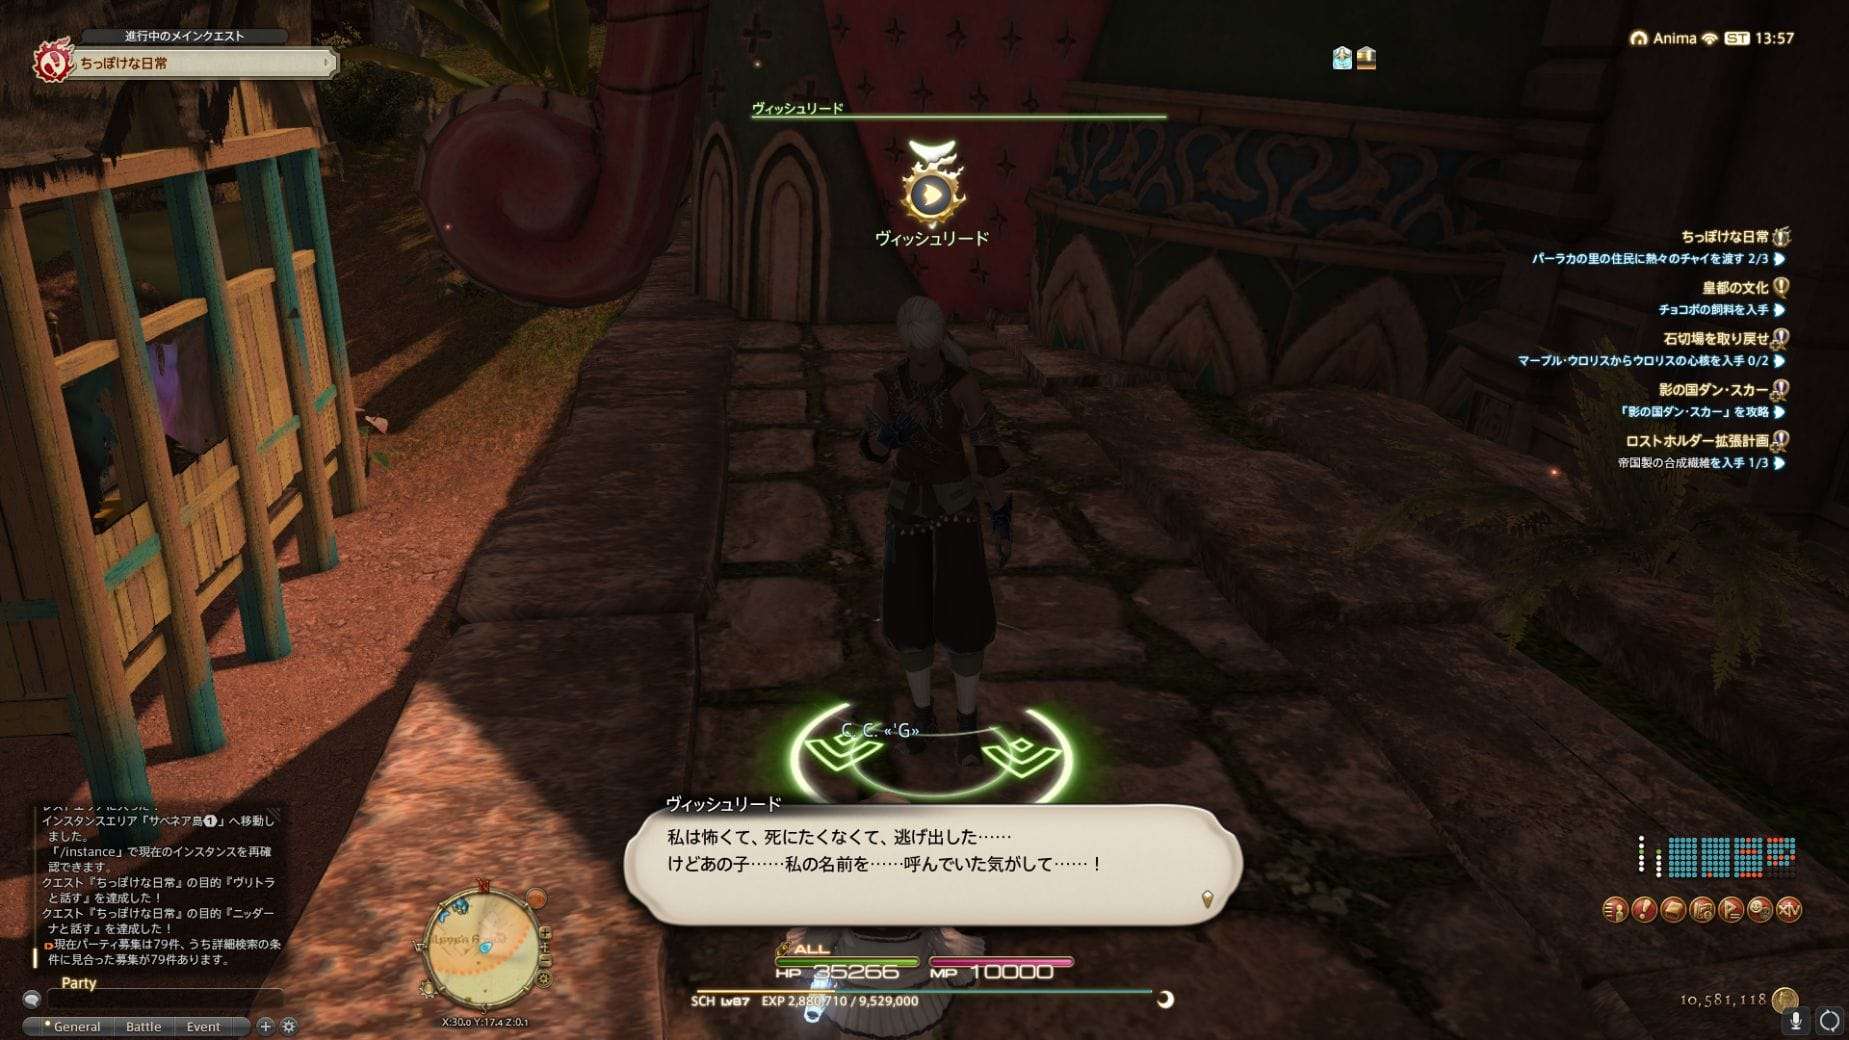 進行中のメインクエスト
ちっぽけな日常
Anima ST 13:57
ヴィッシュリード
ヴィッシュリード
ちっぽけな日常
パーラカの里の住民に熱々のチャイを渡す 2/3
皇都の文化
チョコボの飼料を入手
石切場を取り戻せ
マーブル・ウロリスからウロリスの心核を入手 0/2
影の国ダン・スカー
「影の国ダン・スカー」を攻略
ロストホルダー拡張計画
帝国製の合成繊維を入手 1/3
C. C. «'G»
ヴィッシュリード
私は怖くて、死にたくなくて、逃げ出した……
けどあの子……私の名前を……呼んでいた気がして……！
レストエリアに入った！
インスタンスエリア「サベネア島❶」へ移動し
ました。
「/instance」で現在のインスタンスを再確
認できます。
クエスト『ちっぽけな日常』の目的『ヴリトラ
と話す』を達成した！
クエスト『ちっぽけな日常』の目的『ニッダー
ナと話す』を達成した！
現在パーティ募集は79件、うち詳細検索の条
件に見合った募集が79件あります。
Party
General Battle Event
X:30.0 Y:17.4 Z:0.1
ALL
HP 35266 MP 10000
SCH Lv87 EXP 2,880,710 / 9,529,000
XIV
10,581,118